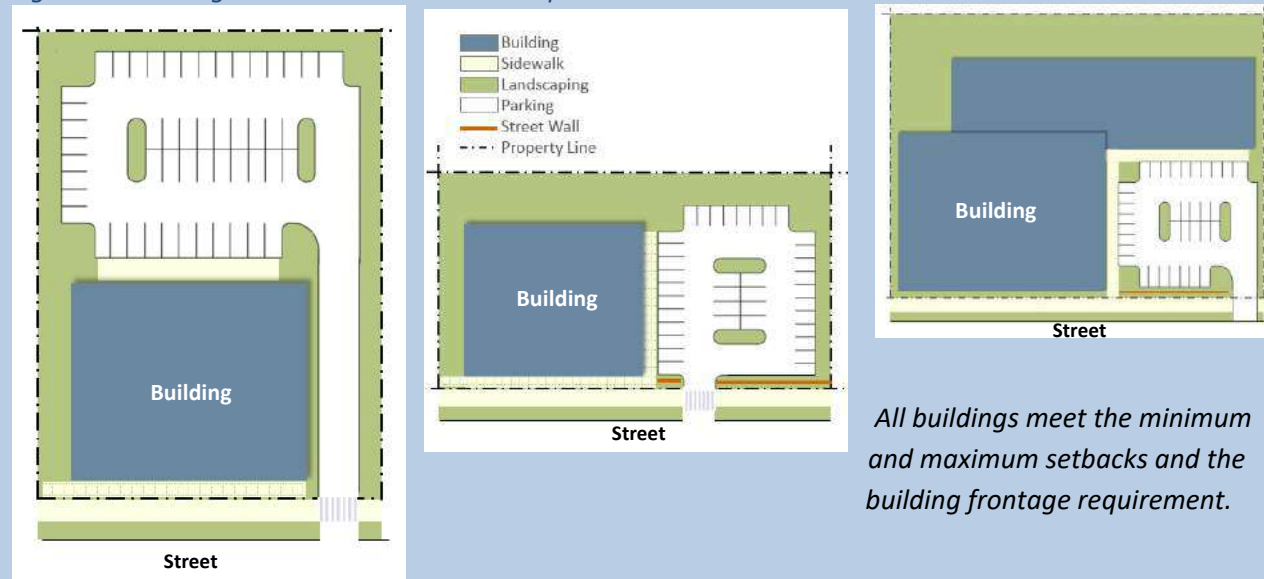 Building
Street
Building
Sidewalk
Landscaping
Parking
Street Wall
Property Line
Building
Street
Building
Street
All buildings meet the minimum
and maximum setbacks and the
building frontage requirement.